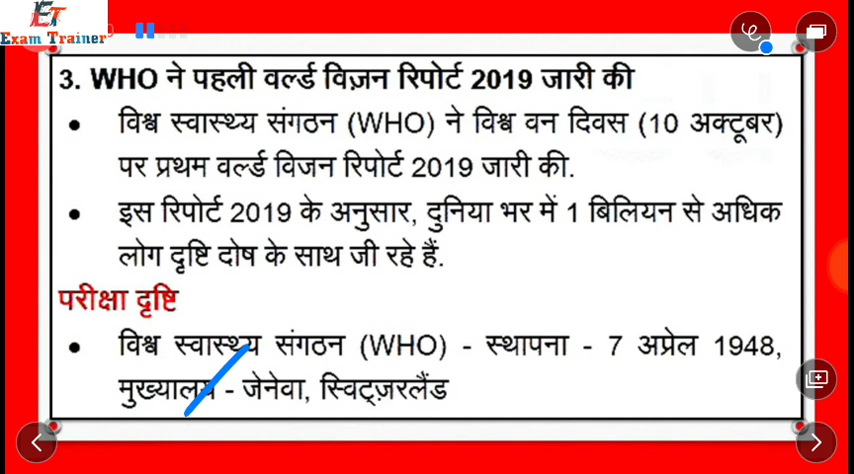 ET
Exam Trainer
3. WHO ने पहली वर्ल्ड विज़न रिपोर्ट 2019 जारी की
• विश्व स्वास्थ्य संगठन (WHO) ने विश्व वन दिवस (10 अक्टूबर)
पर प्रथम वर्ल्ड विजन रिपोर्ट 2019 जारी की.
• इस रिपोर्ट 2019 के अनुसार, दुनिया भर में 1 बिलियन से अधिक
लोग दृष्टि दोष के साथ जी रहे हैं.
परीक्षा दृष्टि
• विश्व स्वास्थ्य संगठन (WHO) - स्थापना - 7 अप्रेल 1948,
मुख्यालय - जेनेवा, स्विट्ज़रलैंड